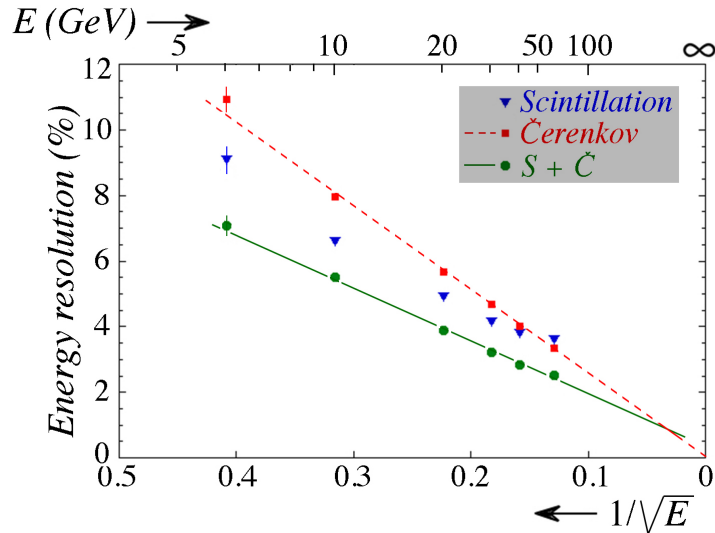 E (GeV) →
5 10 20 50 100 ∞
12
10
8
6
4
2
0
Energy resolution (%)
Scintillation
Čerenkov
S + Č
0.5 0.4 0.3 0.2 0.1 0
← 1/√E